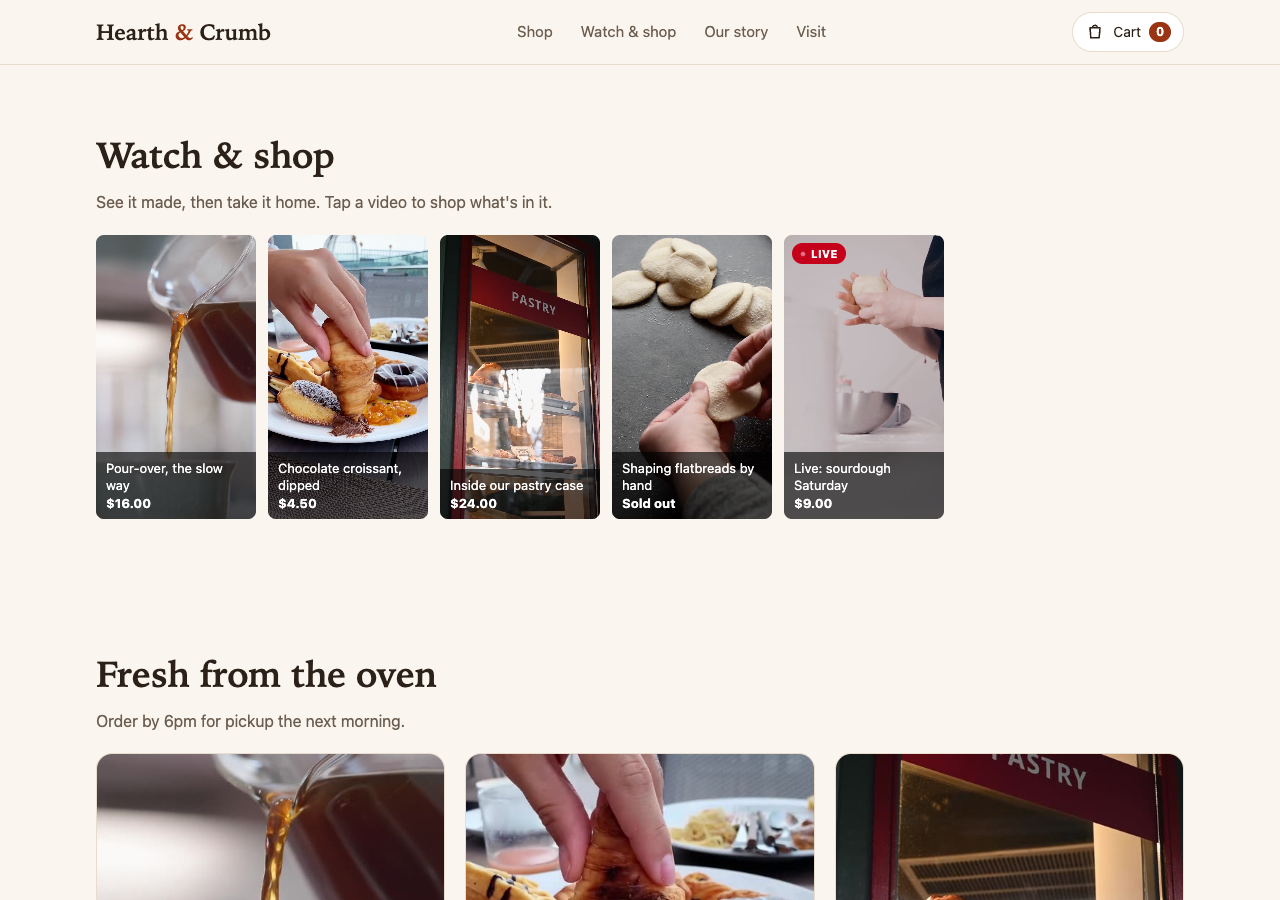 Hearth & Crumb
Shop
Watch & shop
Our story
Visit
Cart 0
Watch & shop
See it made, then take it home. Tap a video to shop what's in it.
Pour-over, the slow
way
$16.00
Chocolate croissant,
dipped
$4.50
PASTRY
Inside our pastry case
$24.00
Shaping flatbreads by
hand
Sold out
LIVE
Live: sourdough
Saturday
$9.00
Fresh from the oven
Order by 6pm for pickup the next morning.
PASTRY